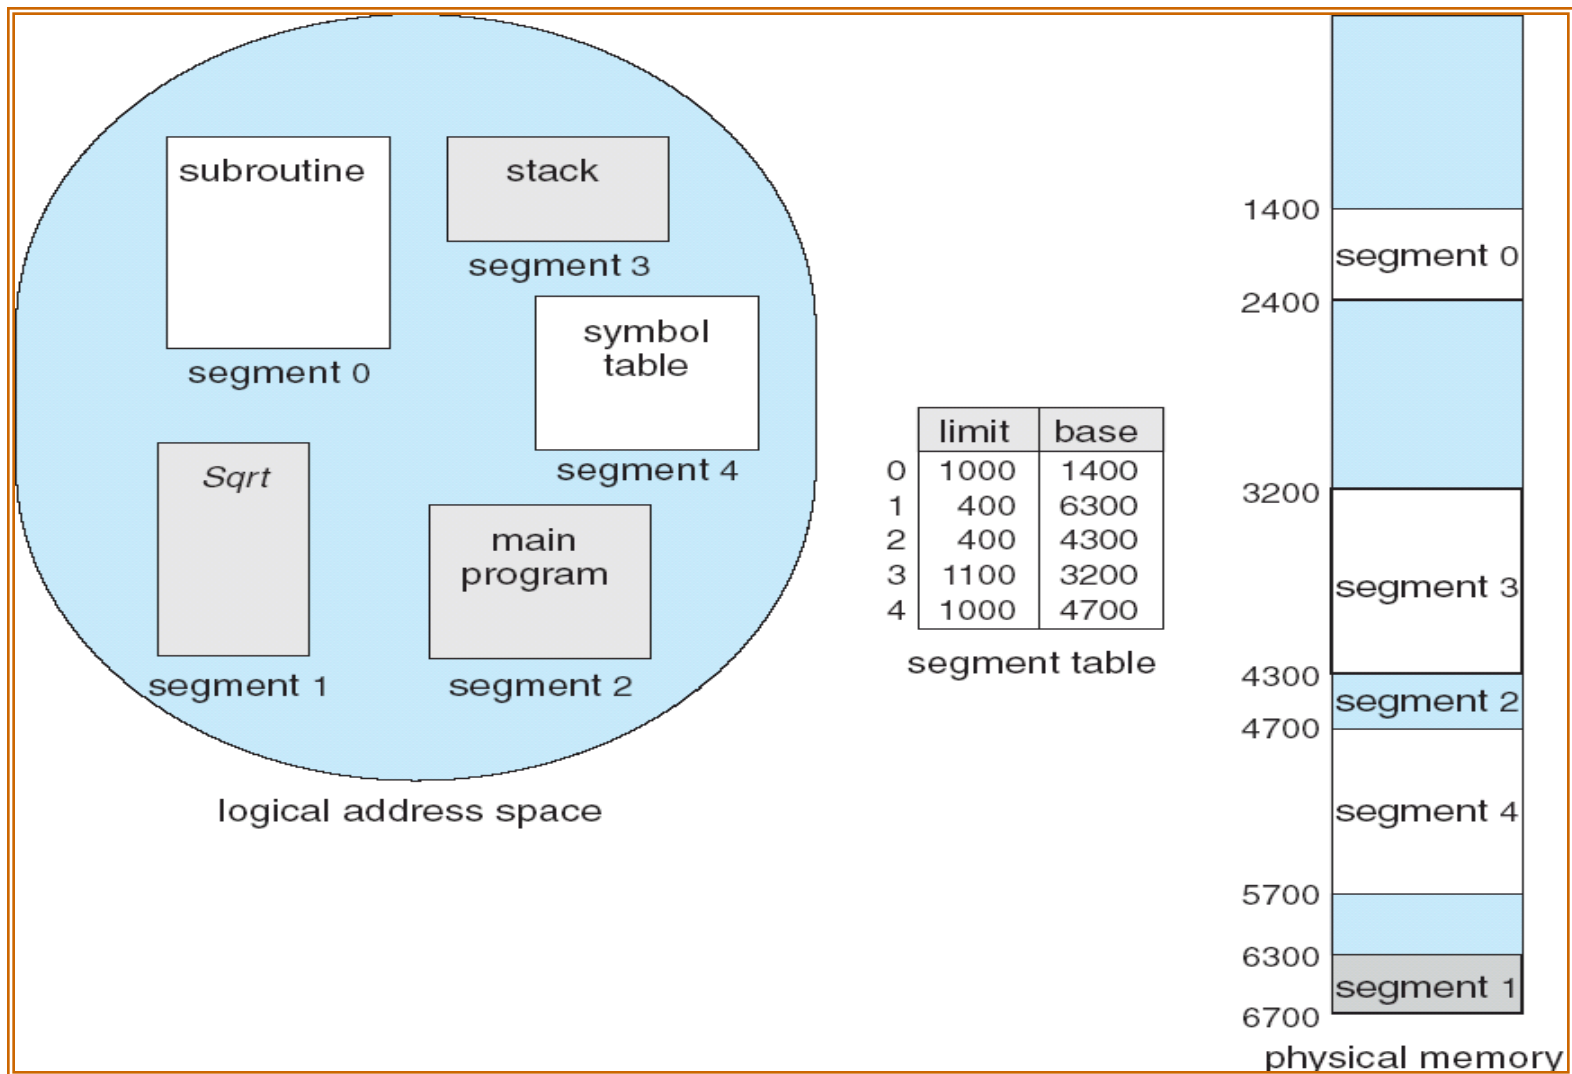 subroutine
segment 0
stack
segment 3
symbol
table
segment 4
Sqrt
segment 1
main
program
segment 2
logical address space
limit base
0 1000 1400
1 400 6300
2 400 4300
3 1100 3200
4 1000 4700
segment table
1400
segment 0
2400
3200
segment 3
4300
segment 2
4700
segment 4
5700
6300
segment 1
6700
physical memory